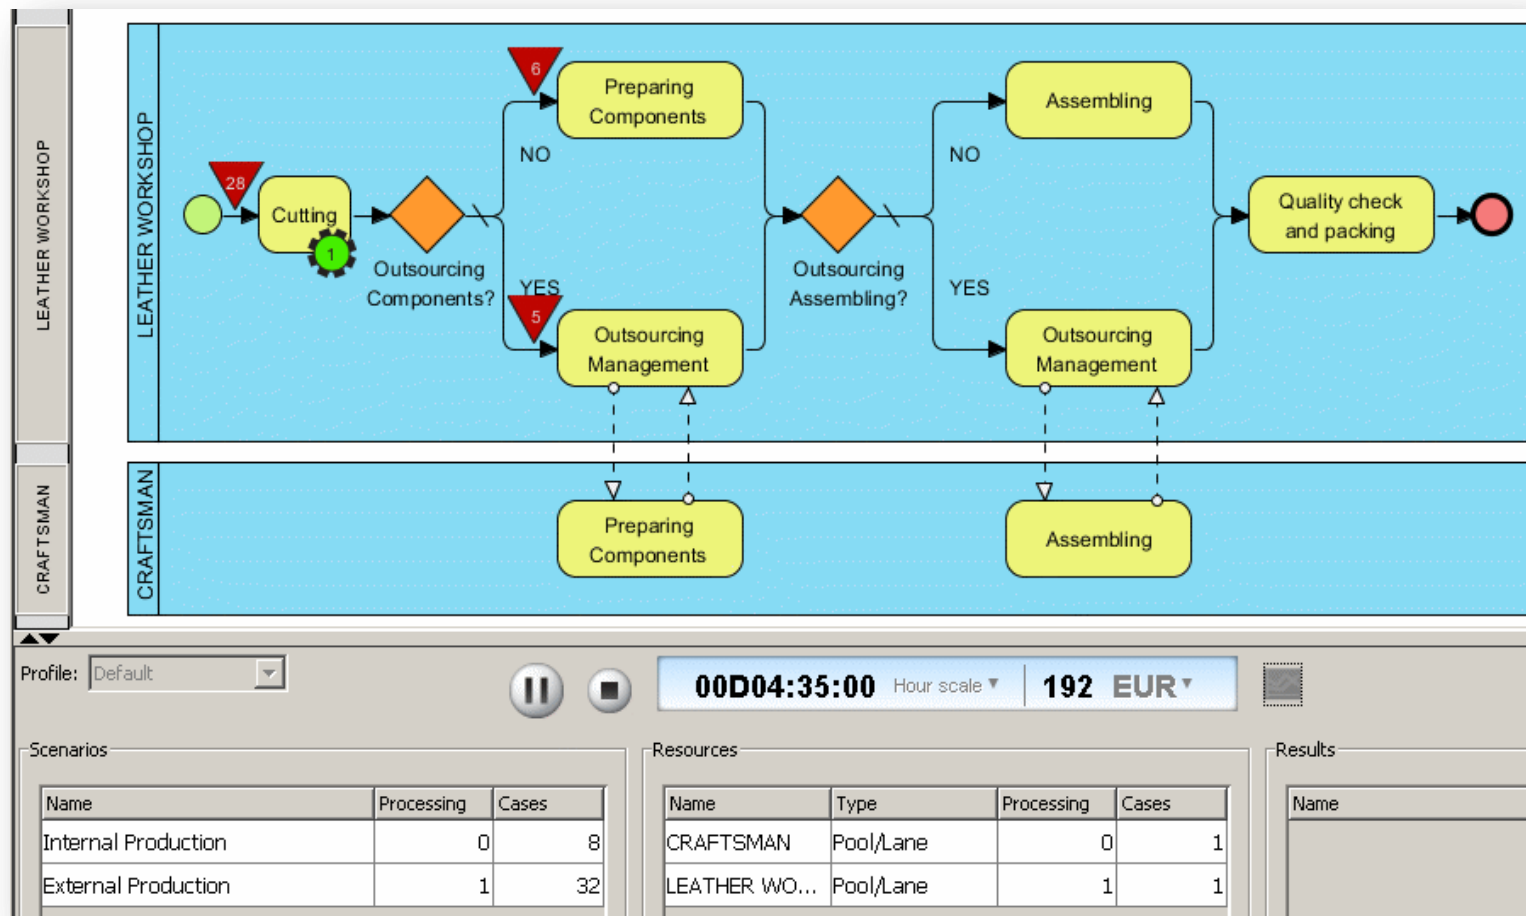 LEATHER WORKSHOP
LEATHER WORKSHOP
28
Cutting
1
Outsourcing
Components?
NO
YES
6
Preparing
Components
5
Outsourcing
Management
Outsourcing
Assembling?
NO
YES
Assembling
Outsourcing
Management
Quality check
and packing
CRAFTSMAN
CRAFTSMAN
Preparing
Components
Assembling
Profile: Default
00D04:35:00 Hour scale 192 EUR
Scenarios
Name Processing Cases
Internal Production 0 8
External Production 1 32
Resources
Name Type Processing Cases
CRAFTSMAN Pool/Lane 0 1
LEATHER WO... Pool/Lane 1 1
Results
Name